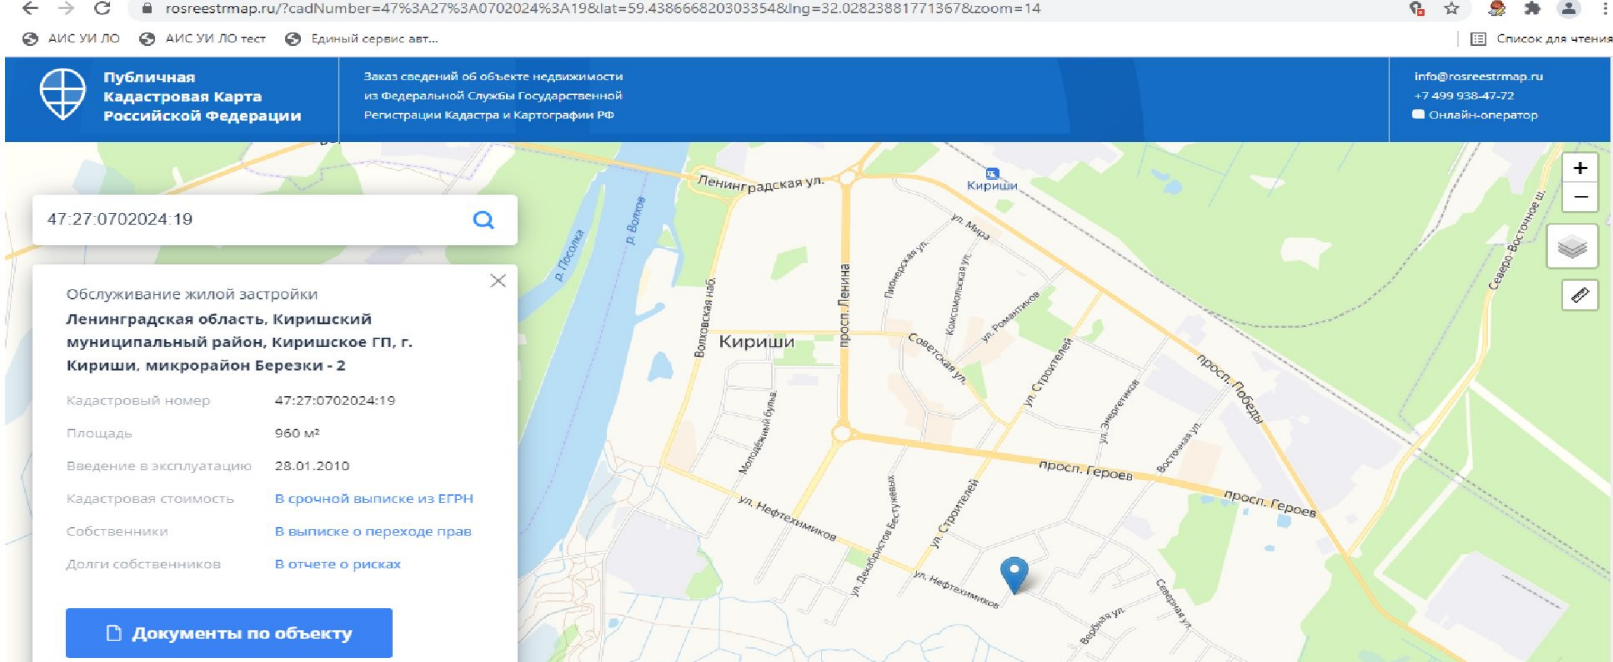 rosreestrmap.ru/?cadNumber=47%3A27%3A0702024%3A19&lat=59.43866682033354&lng=32.02823881771367&zoom=14
АИС УИ ЛО
АИС УИ ЛО тест
Единый сервис авт...
Список для чтения
Публичная
Кадастровая Карта
Российской Федерации
Заказ сведений об объекте недвижимости
из Федеральной Службы Государственной
Регистрации Кадастра и Картографии РФ
info@rosreestrmap.ru
+7 499 938-47-72
Онлайн-оператор
47:27:0702024:19
Обслуживание жилой застройки
Ленинградская область, Киришский
муниципальный район, Киришское ГП, г.
Кириши, микрорайон Березки - 2
Кадастровый номер 47:27:0702024:19
Площадь 960 м²
Введение в эксплуатацию 28.01.2010
Кадастровая стоимость В срочной выписке из ЕГРН
Собственники В выписке о переходе прав
Долги собственников В отчете о рисках
Документы по объекту
Ленинградская ул.
Кириши
ул. Мира
р. Волхов
р. Посолка
Пионерская ул.
Комсомольская ул.
ул. Романтиков
Северо-Восточное ш.
Волховская наб.
просп. Ленина
Кириши
Советская ул.
ул. Строителей
просп. Победы
ул. Энергетиков
Молодёжный бульв.
Восточная ул.
просп. Героев
просп. Героев
ул. Нефтехимиков
ул. Декабристов Бестужевых
ул. Строителей
ул. Нефтехимиков
Северная ул.
Вербная ул.
+
−